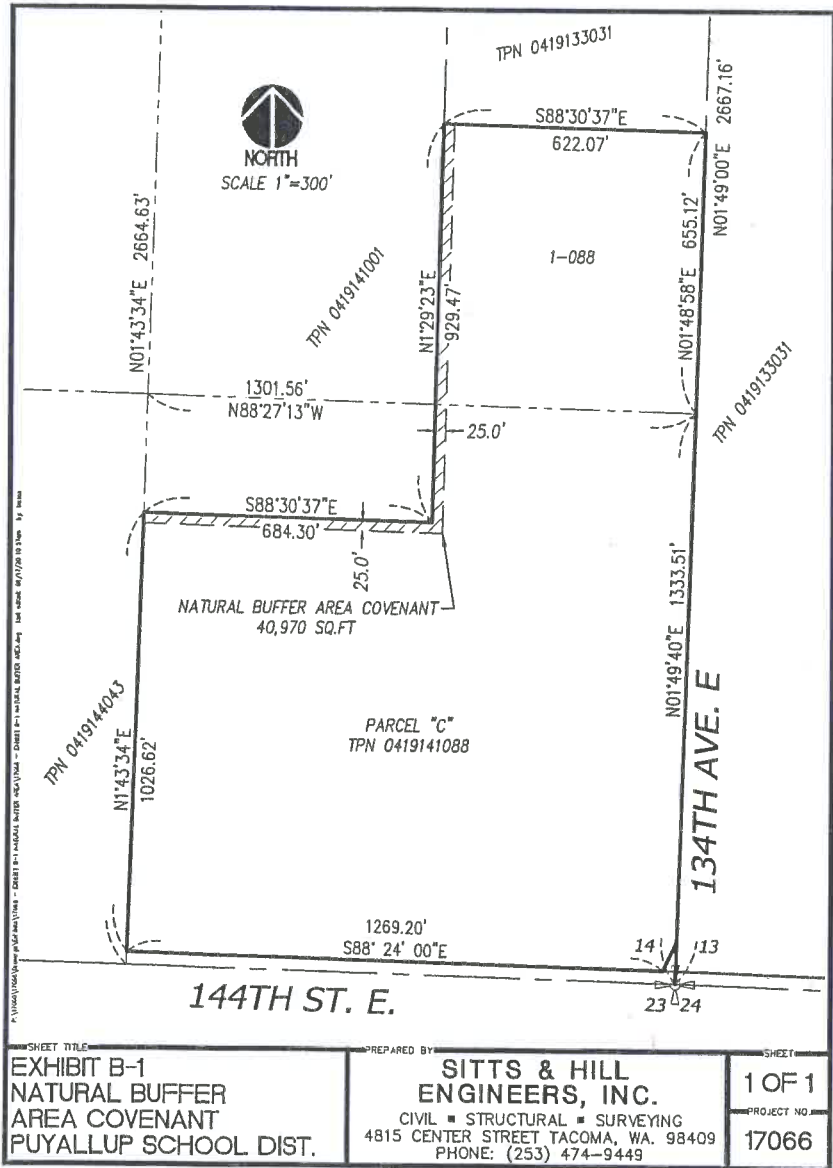 TPN 0419133031
2667.16'
N01°49'00"E
S88°30'37"E
622.07'
NORTH
SCALE 1"=300'
N01°43'34"E 2664.63'
TPN 0419141001
N1°29'23"E
929.47'
1-088
N01°48'58"E 655.12'
TPN 0419133031
1301.56'
N88°27'13"W
25.0'
S88°30'37"E
684.30'
25.0'
NATURAL BUFFER AREA COVENANT
40,970 SQ.FT
N01°49'40"E 1333.51'
TPN 0419144043
N1°43'34"E
1026.62'
PARCEL "C"
TPN 0419141088
134TH AVE. E
1269.20'
S88° 24' 00"E
14 13
23 24
144TH ST. E.
SHEET TITLE
EXHIBIT B-1
NATURAL BUFFER
AREA COVENANT
PUYALLUP SCHOOL DIST.
PREPARED BY
SITTS & HILL
ENGINEERS, INC.
CIVIL ■ STRUCTURAL ■ SURVEYING
4815 CENTER STREET TACOMA, WA. 98409
PHONE: (253) 474-9449
SHEET
1 OF 1
PROJECT NO.
17066